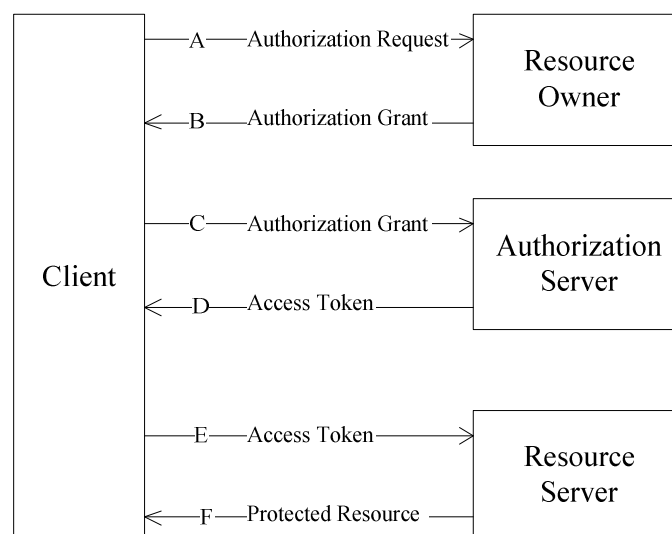 A Authorization Request
Resource
Owner
B Authorization Grant
C Authorization Grant
Authorization
Server
Client
D Access Token
E Access Token
Resource
Server
F Protected Resource